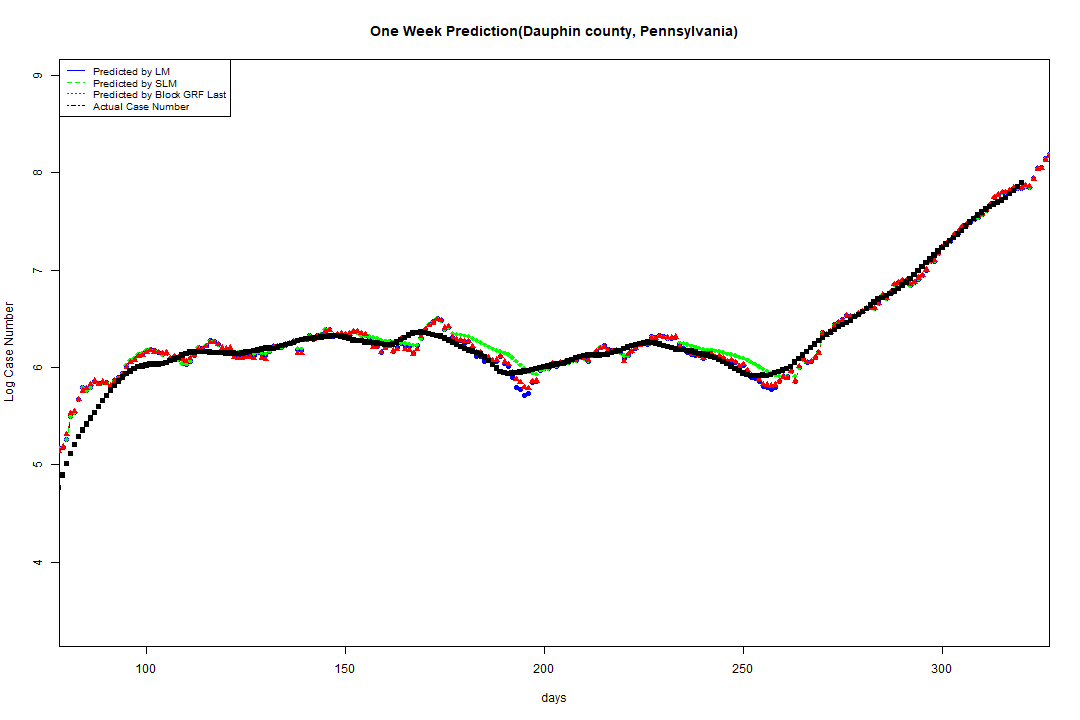 One Week Prediction(Dauphin county, Pennsylvania)
Predicted by LM
Predicted by SLM
Predicted by Block GRF Last
Actual Case Number
9
8
7
6
5
4
Log Case Number
100 150 200 250 300
days